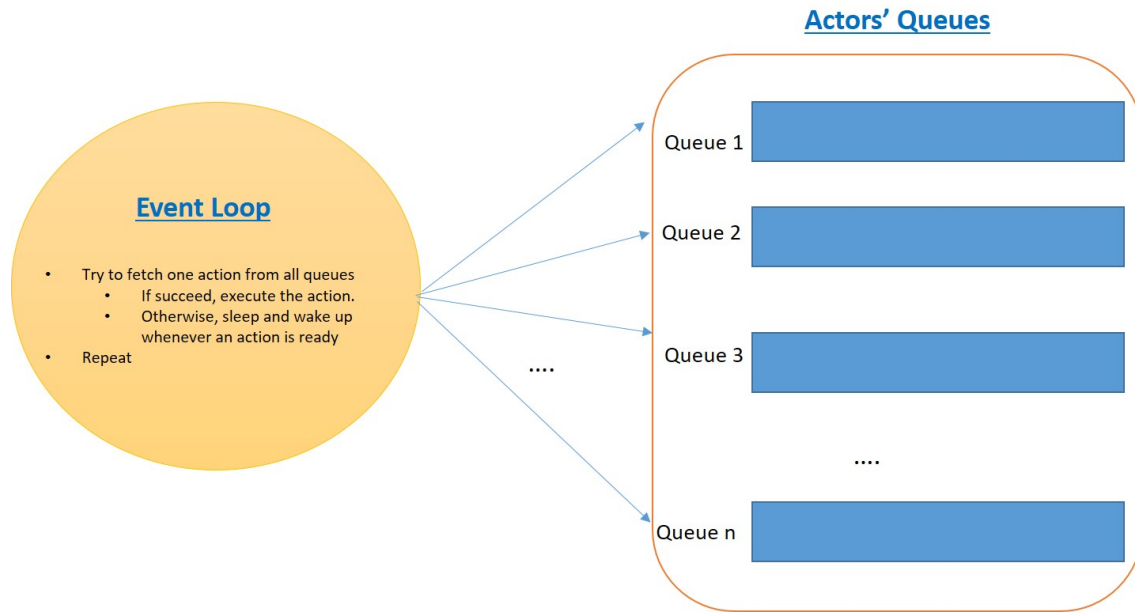 Actors’ Queues
Event Loop
• Try to fetch one action from all queues
• If succeed, execute the action.
• Otherwise, sleep and wake up
whenever an action is ready
• Repeat
....
Queue 1
Queue 2
Queue 3
....
Queue n